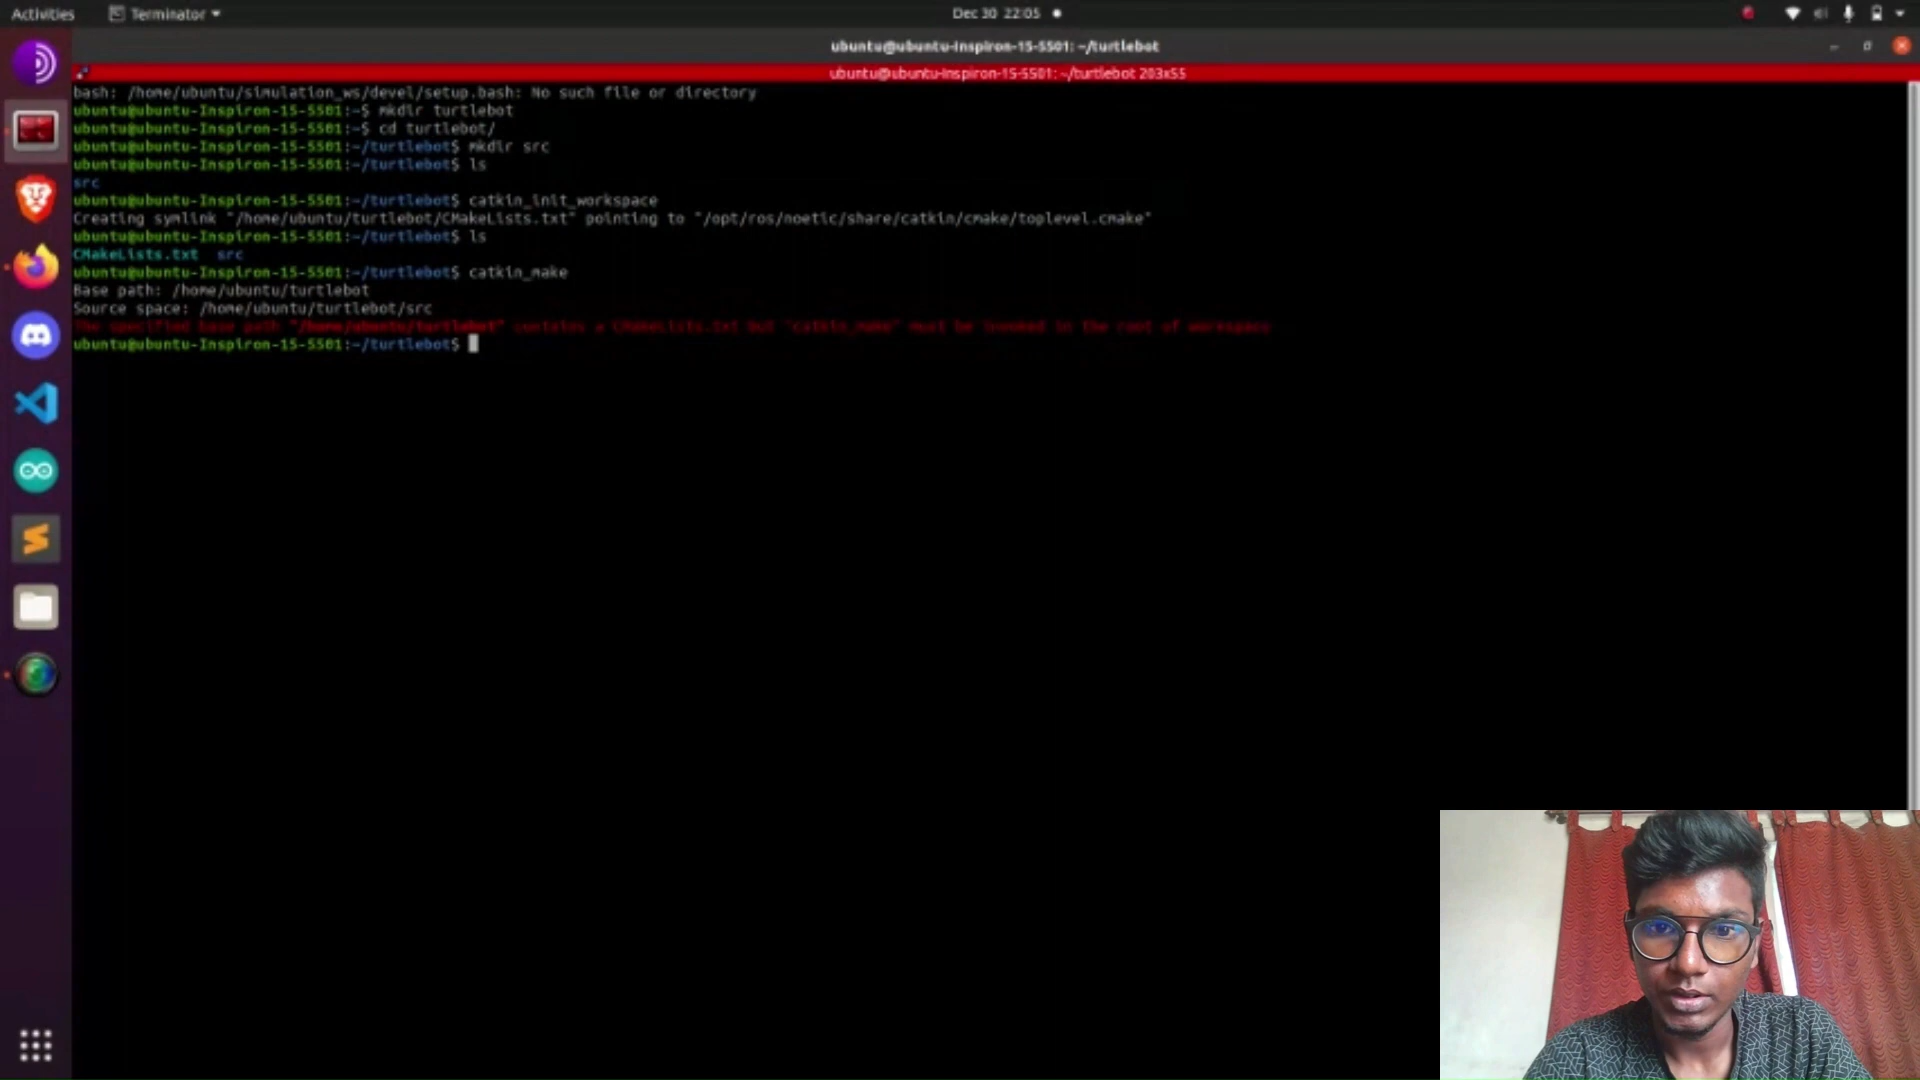 Activities
Terminator
Dec 30 22:05
ubuntu@ubuntu-Inspiron-15-5501: ~/turtlebot
ubuntu@ubuntu-Inspiron-15-5501: ~/turtlebot 203x55
bash: /home/ubuntu/simulation_ws/devel/setup.bash: No such file or directory
ubuntu@ubuntu-Inspiron-15-5501:~$ mkdir turtlebot
ubuntu@ubuntu-Inspiron-15-5501:~$ cd turtlebot/
ubuntu@ubuntu-Inspiron-15-5501:~/turtlebot$ mkdir src
ubuntu@ubuntu-Inspiron-15-5501:~/turtlebot$ ls
src
ubuntu@ubuntu-Inspiron-15-5501:~/turtlebot$ catkin_init_workspace
Creating symlink "/home/ubuntu/turtlebot/CMakeLists.txt" pointing to "/opt/ros/noetic/share/catkin/cmake/toplevel.cmake"
ubuntu@ubuntu-Inspiron-15-5501:~/turtlebot$ ls
CMakeLists.txt src
ubuntu@ubuntu-Inspiron-15-5501:~/turtlebot$ catkin_make
Base path: /home/ubuntu/turtlebot
Source space: /home/ubuntu/turtlebot/src
The specified base path "/home/ubuntu/turtlebot" contains a CMakeLists.txt but "catkin_make" must be invoked in the root of workspace
ubuntu@ubuntu-Inspiron-15-5501:~/turtlebot$